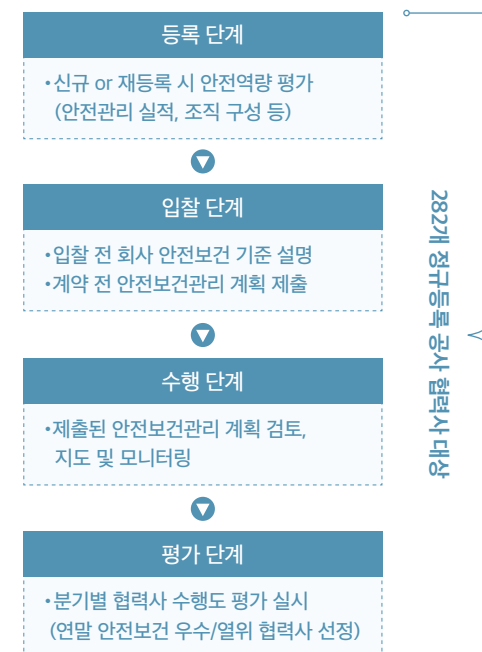 등록 단계
·신규 or 재등록 시 안전역량 평가
(안전관리 실적, 조직 구성 등)
입찰 단계
·입찰 전 회사 안전보건 기준 설명
·계약 전 안전보건관리 계획 제출
수행 단계
·제출된 안전보건관리 계획 검토,
지도 및 모니터링
평가 단계
·분기별 협력사 수행도 평가 실시
(연말 안전보건 우수/열위 협력사 선정)
282개 정규등록 공사 협력사 대상